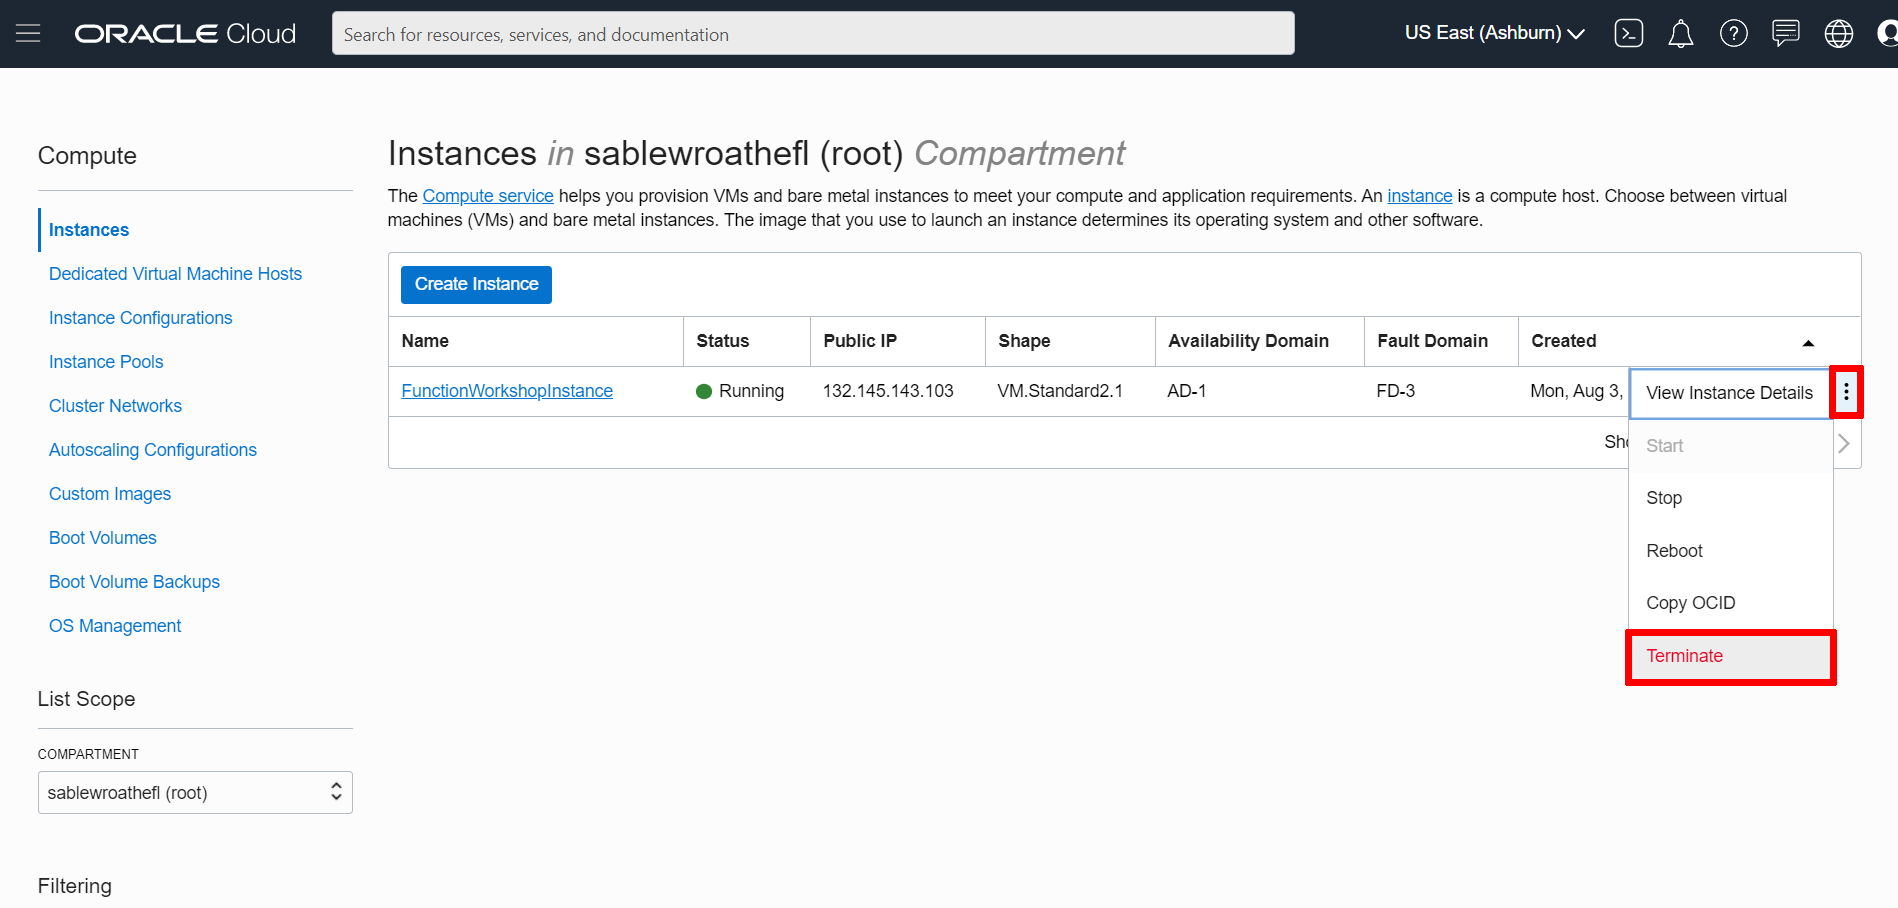 ORACLE Cloud
Search for resources, services, and documentation
US East (Ashburn)
Compute
Instances
Dedicated Virtual Machine Hosts
Instance Configurations
Instance Pools
Cluster Networks
Autoscaling Configurations
Custom Images
Boot Volumes
Boot Volume Backups
OS Management
List Scope
COMPARTMENT
sablewroathefl (root)
Filtering
Instances in sablewroathefl (root) Compartment
The Compute service helps you provision VMs and bare metal instances to meet your compute and application requirements. An instance is a compute host. Choose between virtual
machines (VMs) and bare metal instances. The image that you use to launch an instance determines its operating system and other software.
Create Instance
Name Status Public IP Shape Availability Domain Fault Domain Created
FunctionWorkshopInstance Running 132.145.143.103 VM.Standard2.1 AD-1 FD-3 Mon, Aug 3,
View Instance Details
Start
Stop
Reboot
Copy OCID
Terminate